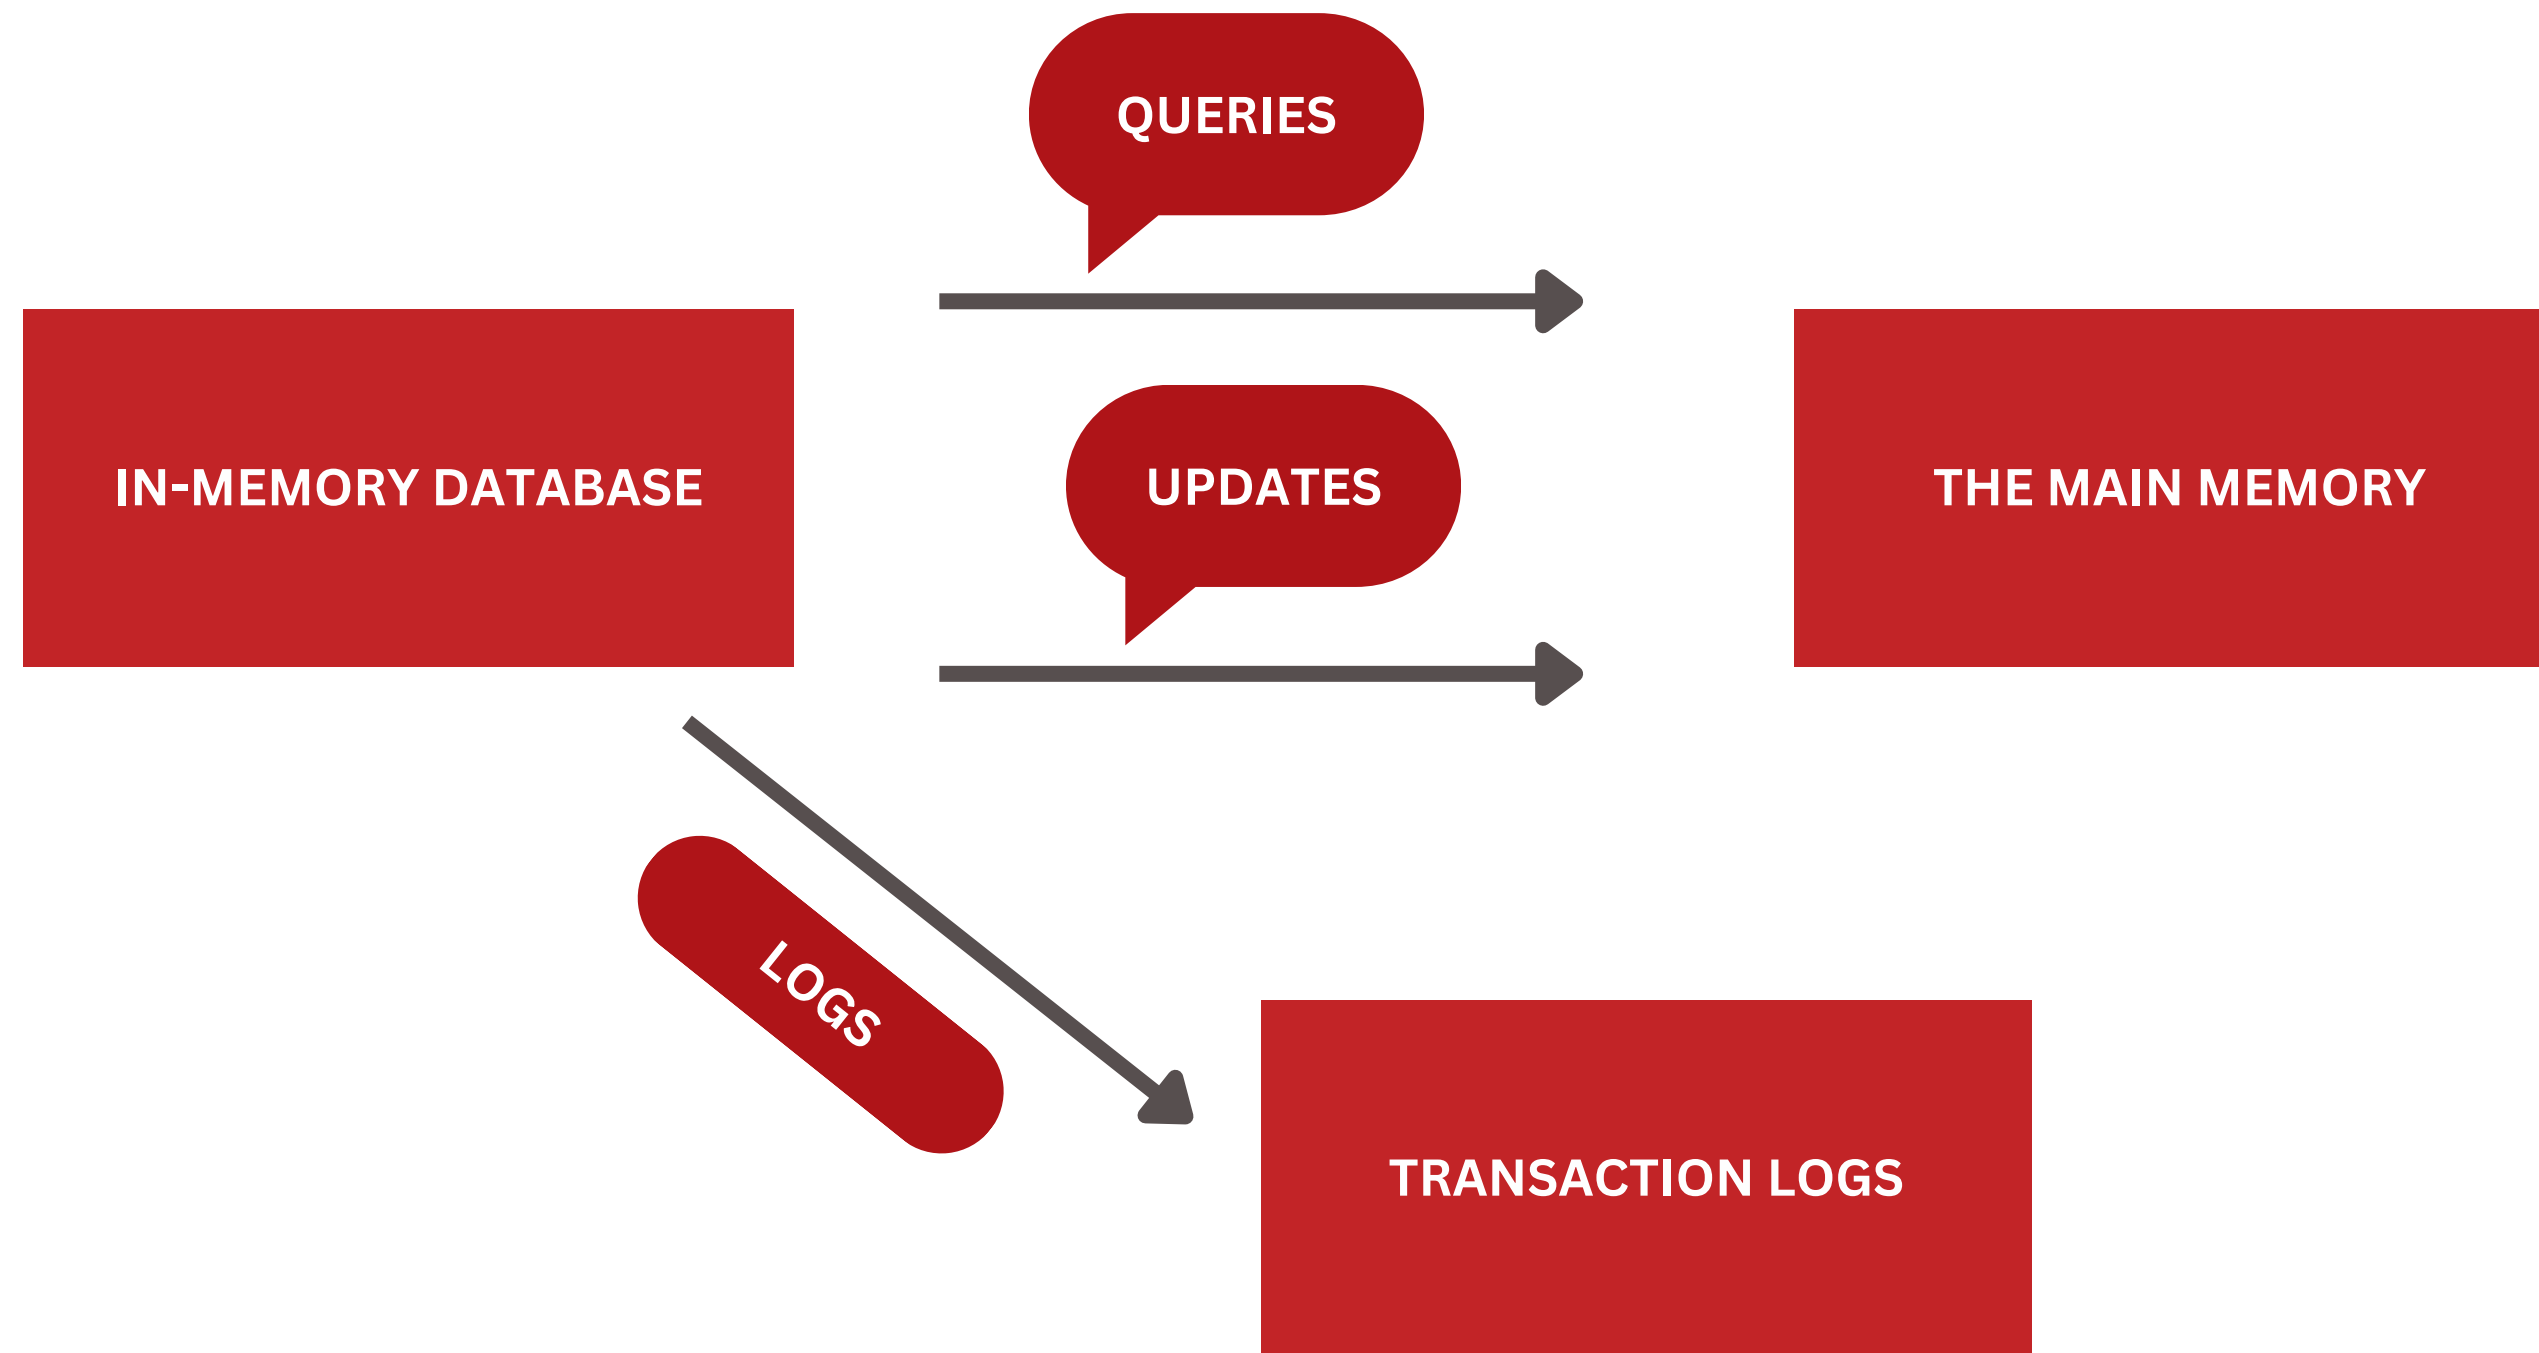 QUERIES
IN-MEMORY DATABASE
UPDATES
THE MAIN MEMORY
LOGS
TRANSACTION LOGS